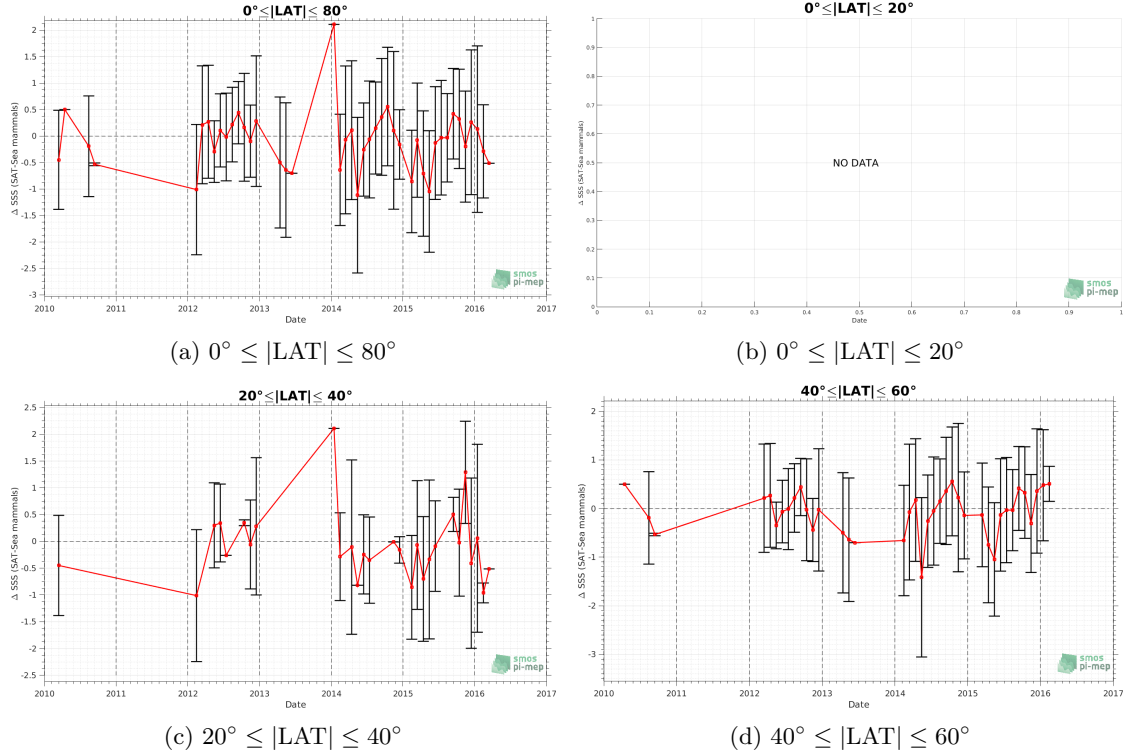 0°≤|LAT|≤ 80°
Δ SSS (SAT-Sea mammals)
2
1.5
1
0.5
0
-0.5
-1
-1.5
-2
-2.5
-3
2010 2011 2012 2013 2014 2015 2016 2017
Date
smos
pi-mep
(a) 0° ≤ |LAT| ≤ 80°
0°≤|LAT|≤ 20°
Δ SSS (SAT-Sea mammals)
1
0.9
0.8
0.7
0.6
0.5
0.4
0.3
0.2
0.1
0
NO DATA
0 0.1 0.2 0.3 0.4 0.5 0.6 0.7 0.8 0.9 1
Date
smos
pi-mep
(b) 0° ≤ |LAT| ≤ 20°
20°≤|LAT|≤ 40°
Δ SSS (SAT-Sea mammals)
2.5
2
1.5
1
0.5
0
-0.5
-1
-1.5
-2
-2.5
2010 2011 2012 2013 2014 2015 2016 2017
Date
smos
pi-mep
(c) 20° ≤ |LAT| ≤ 40°
40°≤|LAT|≤ 60°
Δ SSS (SAT-Sea mammals)
2
1
0
-1
-2
-3
2010 2011 2012 2013 2014 2015 2016 2017
Date
smos
pi-mep
(d) 40° ≤ |LAT| ≤ 60°